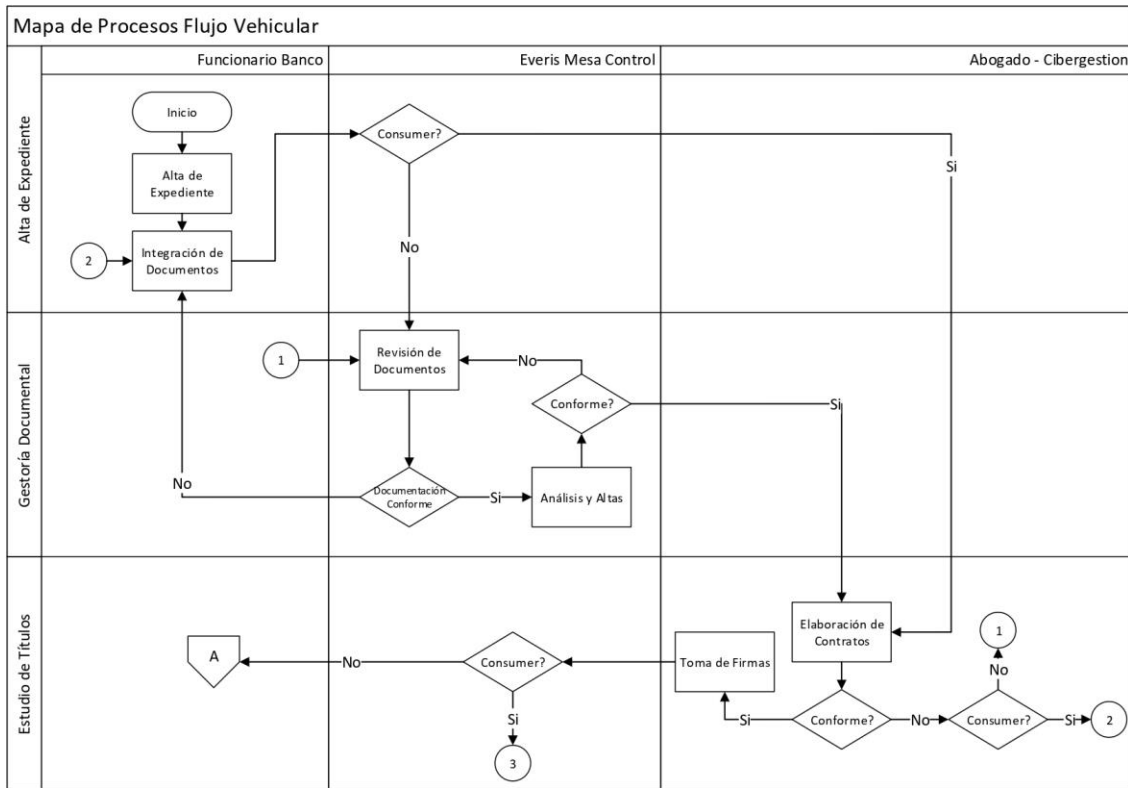 Mapa de Procesos Flujo Vehicular
Funcionario Banco
Everis Mesa Control
Abogado - Cibergestion
Alta de Expediente
Inicio
Consumer?
Alta de
Expediente
Si
No
2
Integración de
Documentos
Gestoría Documental
1
Revisión de
Documentos
No
Conforme?
Si
No
Documentación
Conforme
Si
Análisis y Altas
Estudio de Títulos
A
No
Consumer?
Si
3
Toma de Firmas
Elaboración de
Contratos
Si
Conforme?
No
Consumer?
No
1
Si
2